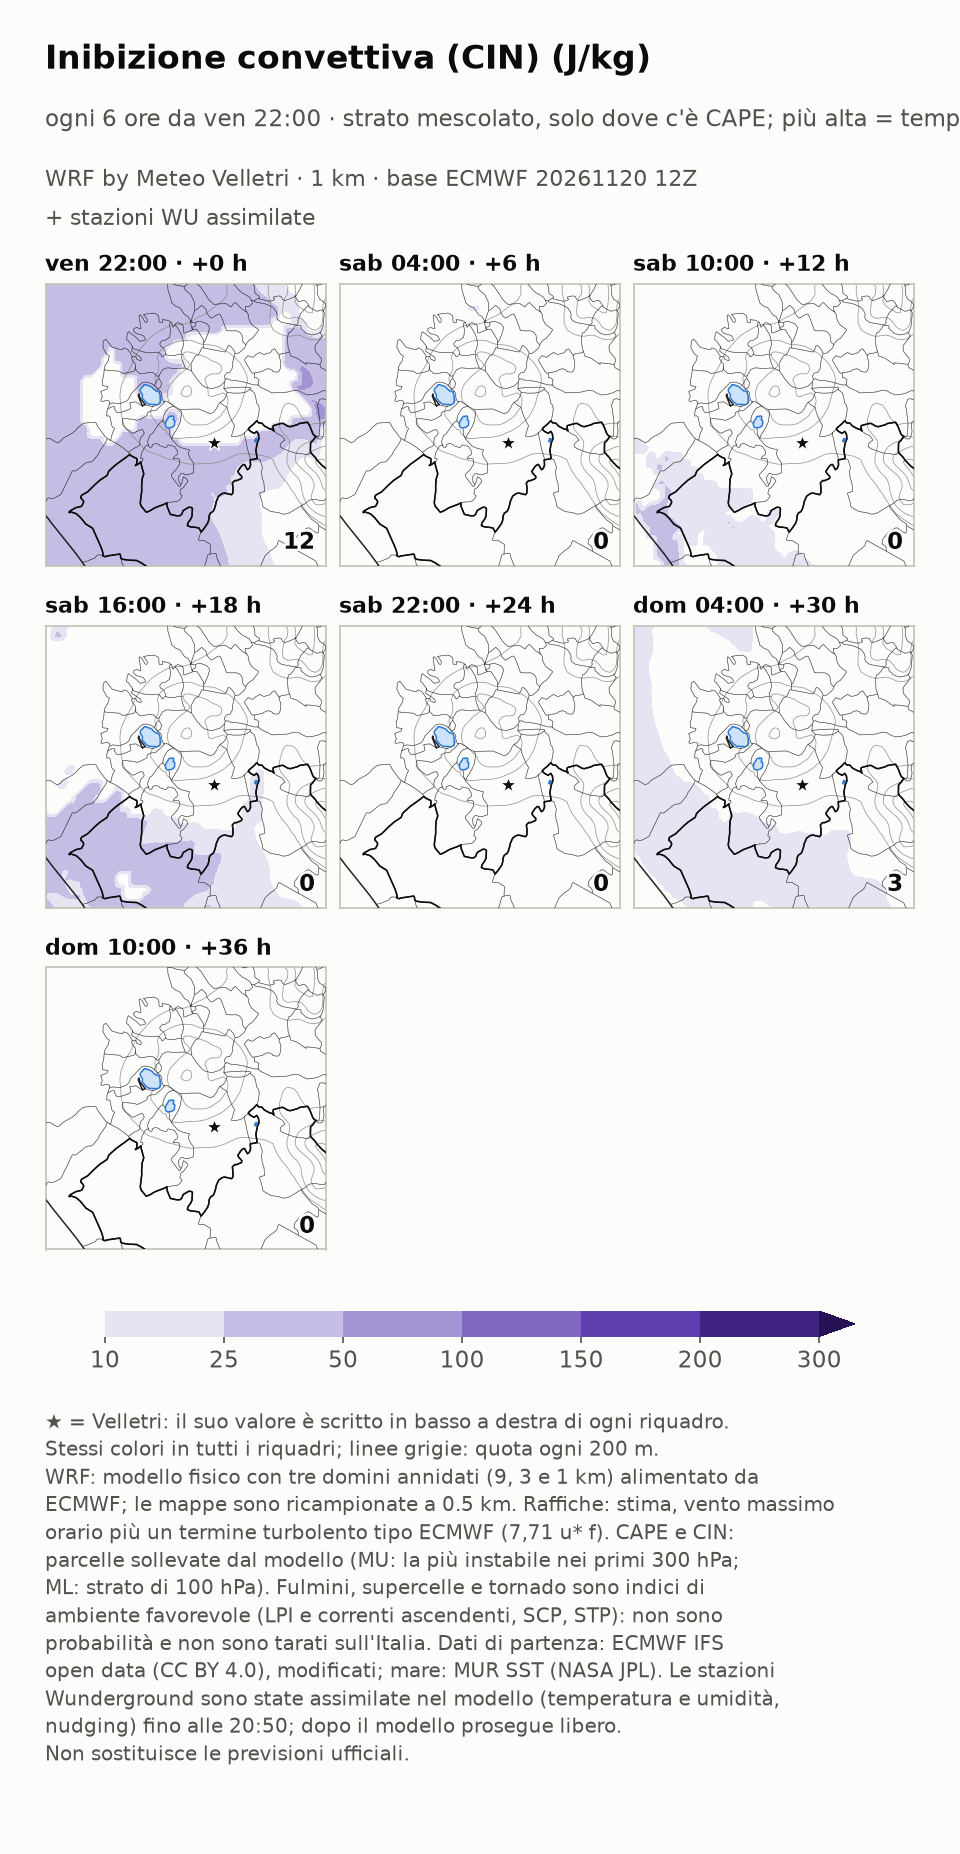 Inibizione convettiva (CIN) (J/kg)
ogni 6 ore da ven 22:00 · strato mescolato, solo dove c'è CAPE; più alta = temp
WRF by Meteo Velletri · 1 km · base ECMWF 20261120 12Z
+ stazioni WU assimilate
ven 22:00 · +0 h
sab 04:00 · +6 h
sab 10:00 · +12 h
12
0
0
sab 16:00 · +18 h
sab 22:00 · +24 h
dom 04:00 · +30 h
0
0
3
dom 10:00 · +36 h
0
10 25 50 100 150 200 300
★ = Velletri: il suo valore è scritto in basso a destra di ogni riquadro.
Stessi colori in tutti i riquadri; linee grigie: quota ogni 200 m.
WRF: modello fisico con tre domini annidati (9, 3 e 1 km) alimentato da
ECMWF; le mappe sono ricampionate a 0.5 km. Raffiche: stima, vento massimo
orario più un termine turbolento tipo ECMWF (7,71 u* f). CAPE e CIN:
parcelle sollevate dal modello (MU: la più instabile nei primi 300 hPa;
ML: strato di 100 hPa). Fulmini, supercelle e tornado sono indici di
ambiente favorevole (LPI e correnti ascendenti, SCP, STP): non sono
probabilità e non sono tarati sull'Italia. Dati di partenza: ECMWF IFS
open data (CC BY 4.0), modificati; mare: MUR SST (NASA JPL). Le stazioni
Wunderground sono state assimilate nel modello (temperatura e umidità,
nudging) fino alle 20:50; dopo il modello prosegue libero.
Non sostituisce le previsioni ufficiali.